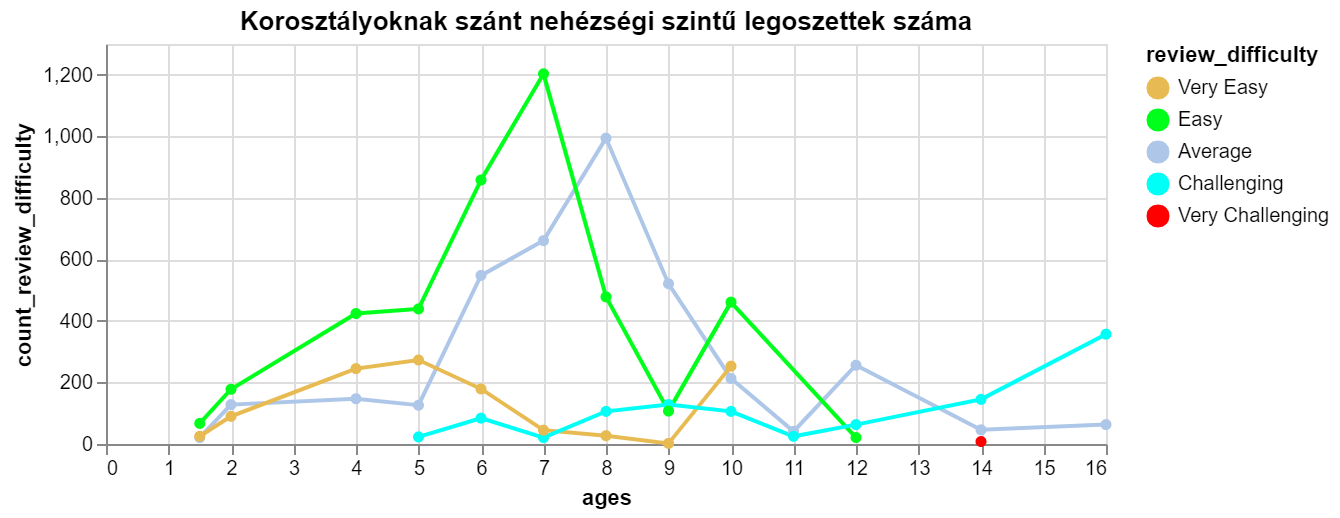 Korosztályoknak szánt nehézségi szintű legoszettek száma
count_review_difficulty
1,200
1,000
800
600
400
200
0
0 1 2 3 4 5 6 7 8 9 10 11 12 13 14 15 16
ages
review_difficulty
Very Easy
Easy
Average
Challenging
Very Challenging